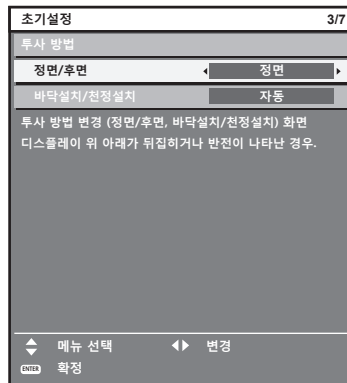 초기설정 3/7
투사 방법
정면/후면 정면
바닥설치/천정설치 자동
투사 방법 변경 (정면/후면, 바닥설치/천정설치) 화면
디스플레이 위 아래가 뒤집히거나 반전이 나타난 경우.
메뉴 선택 변경
ENTER 확정